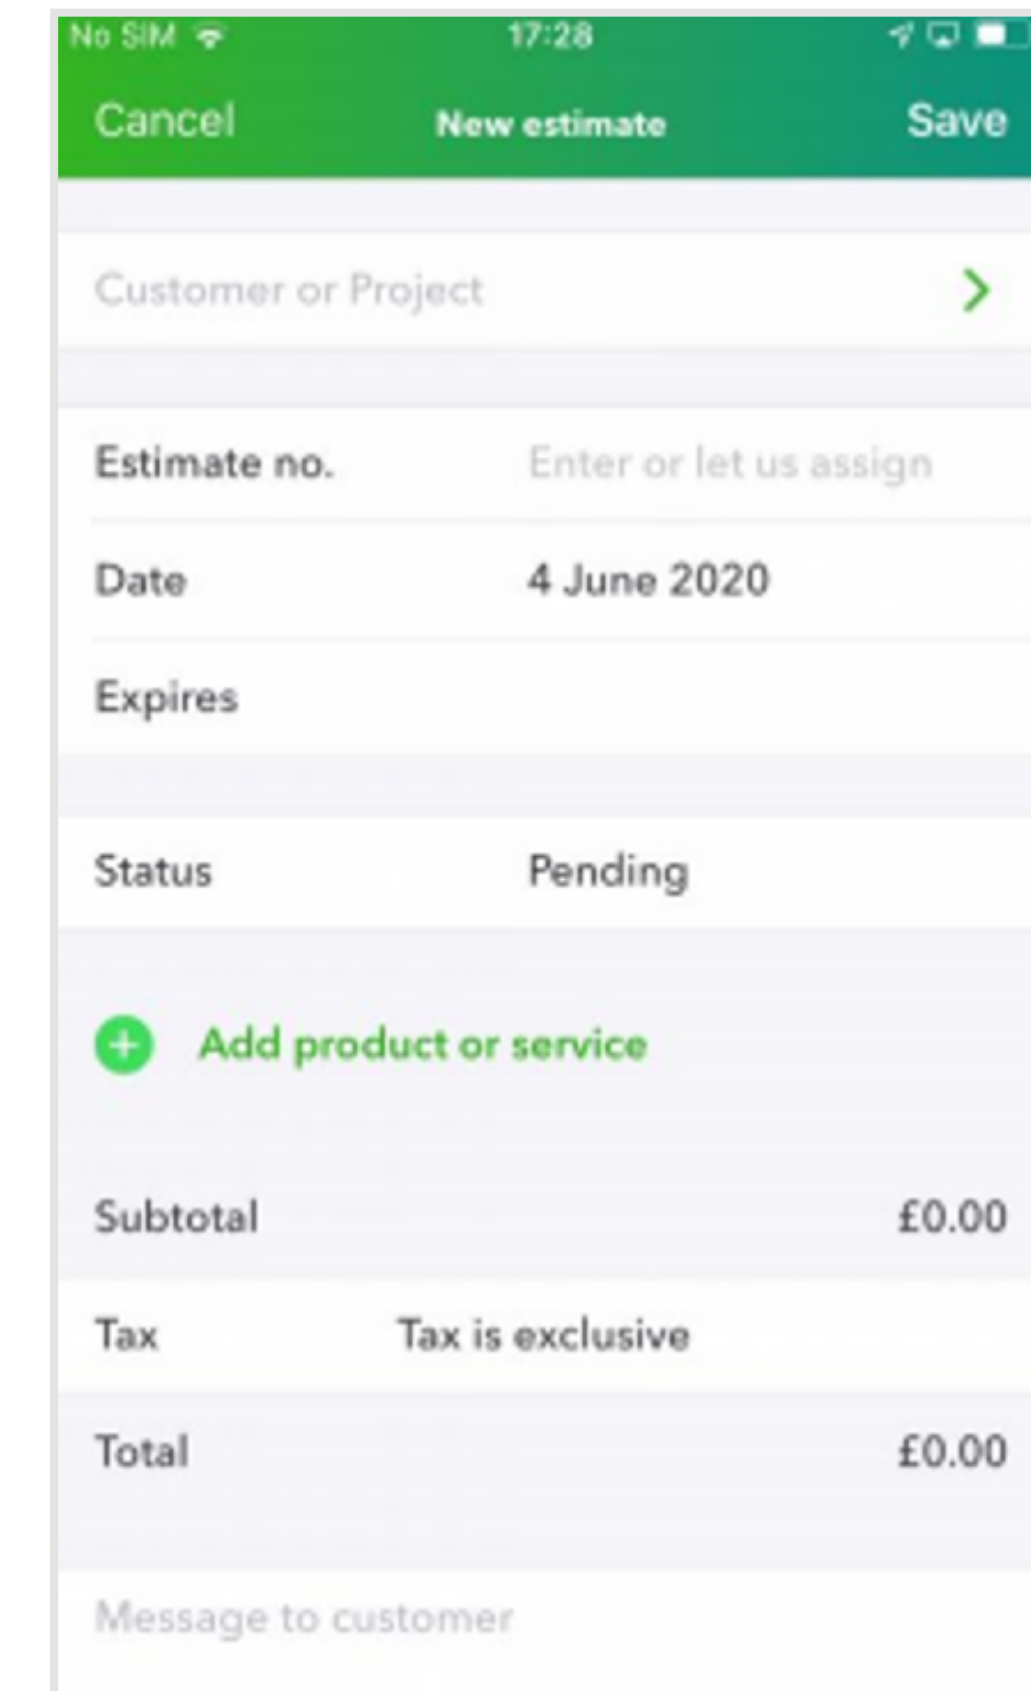 No SIM 17:28
Cancel New estimate Save
Customer or Project
Estimate no. Enter or let us assign
Date 4 June 2020
Expires
Status Pending
Add product or service
Subtotal £0.00
Tax Tax is exclusive
Total £0.00
Message to customer